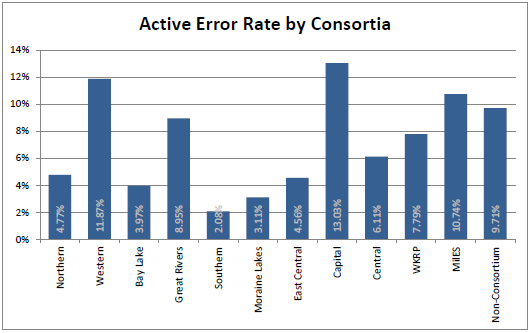 Active Error Rate by Consortia
14%
12%
10%
8%
6%
4%
2%
0%
4.77%
11.87%
3.97%
8.95%
2.08%
3.11%
4.56%
13.03%
6.11%
7.79%
10.74%
9.71%
Northern
Western
Bay Lake
Great Rivers
Southern
Moraine Lakes
East Central
Capital
Central
WKRP
MilES
Non-Consortium